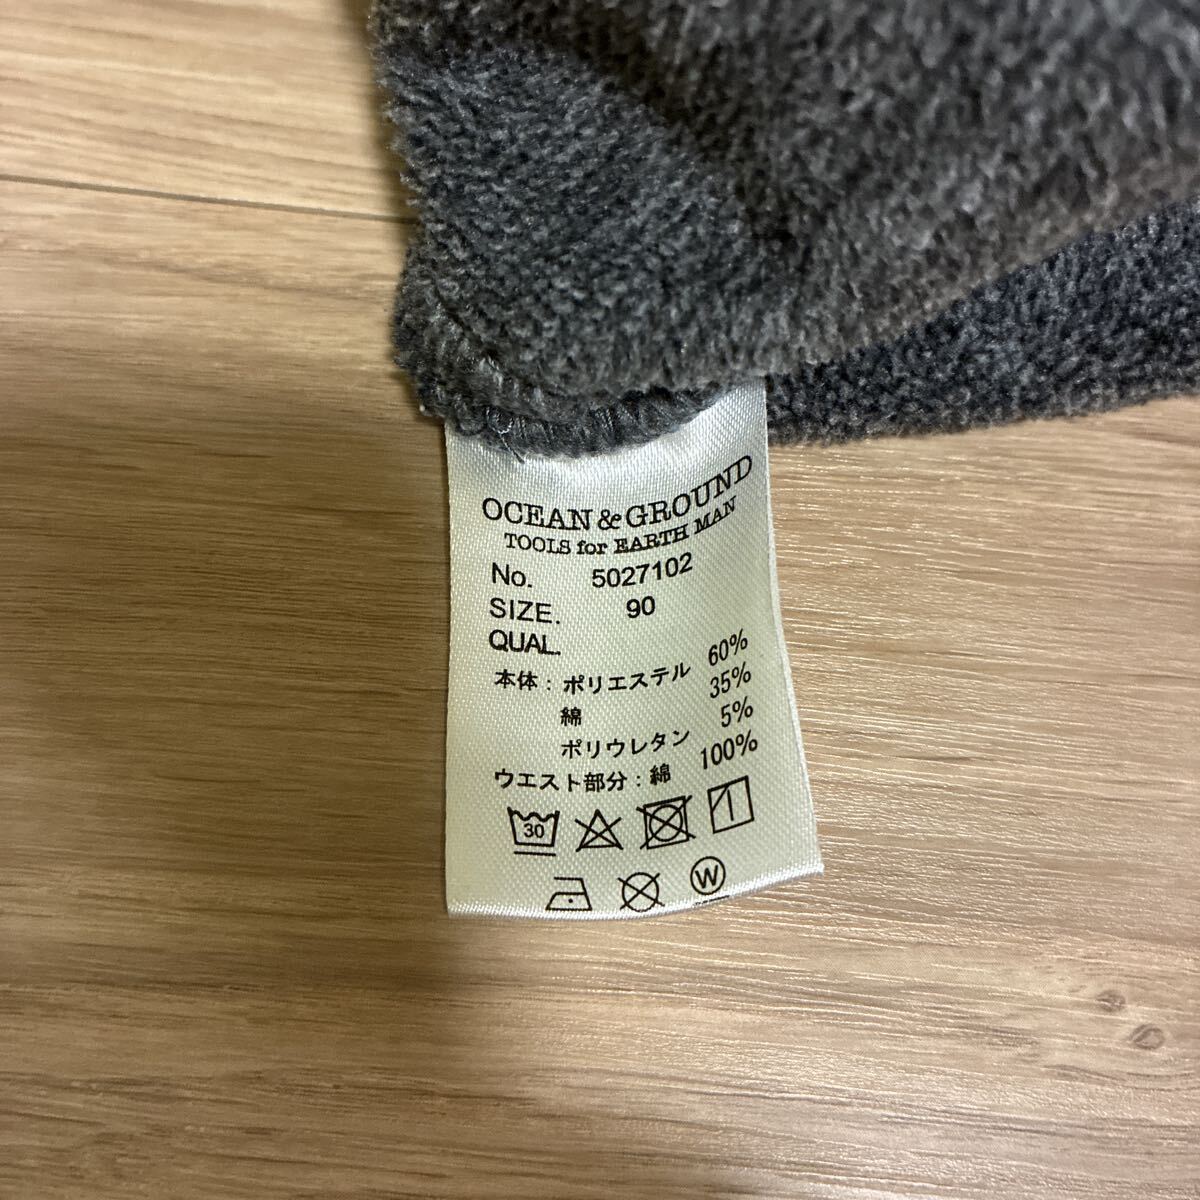 OCEAN & GROUND
TOOLS for EARTH MAN
No. 5027102
SIZE. 90
QUAL.
本体：ポリエステル 60%
綿 35%
ポリウレタン 5%
ウエスト部分：綿 100%
30
W